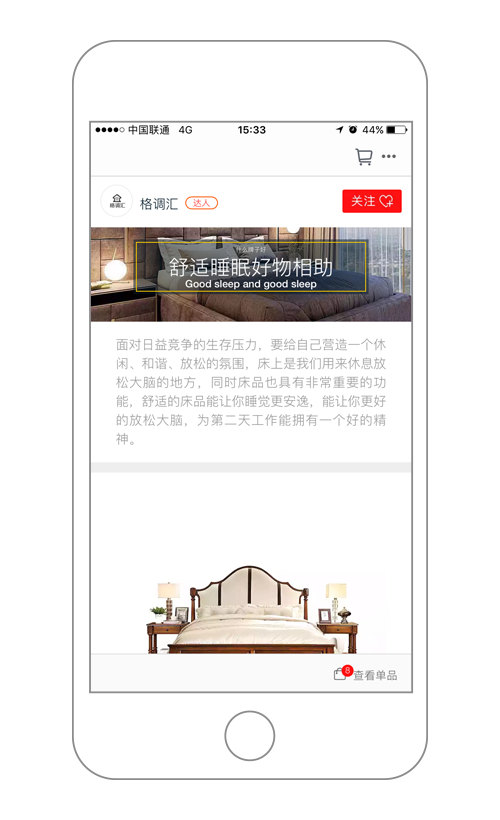 中国联通 4G 15:33 44%
格调汇 格调汇 达人 关注
什么牌子好
舒适睡眠好物相助
Good sleep and good sleep
面对日益竞争的生存压力，要给自己营造一个休
闲、和谐、放松的氛围，床上是我们用来休息放
松大脑的地方，同时床品也具有非常重要的功
能，舒适的床品能让你睡觉更安逸，能让你更好
的放松大脑，为第二天工作能拥有一个好的精
神。
8 查看单品